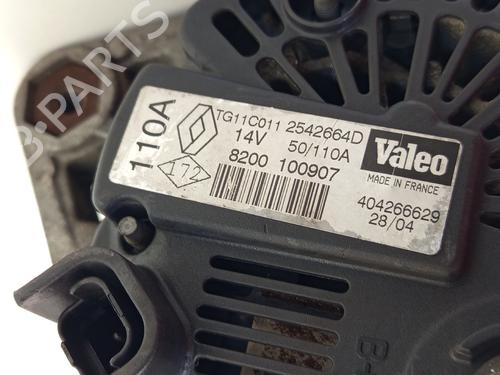 B-PARTS
110A
172
TG11C011 2542664D
14V 50/110A
8200 100907
Valeo
MADE IN FRANCE
404266629
28/04
B+